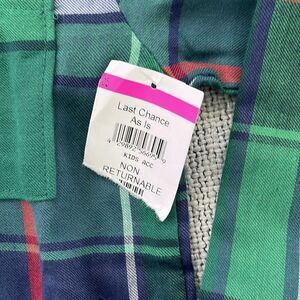 Last Chance
As Is
KIDS ACC
NON
RETURNABLE